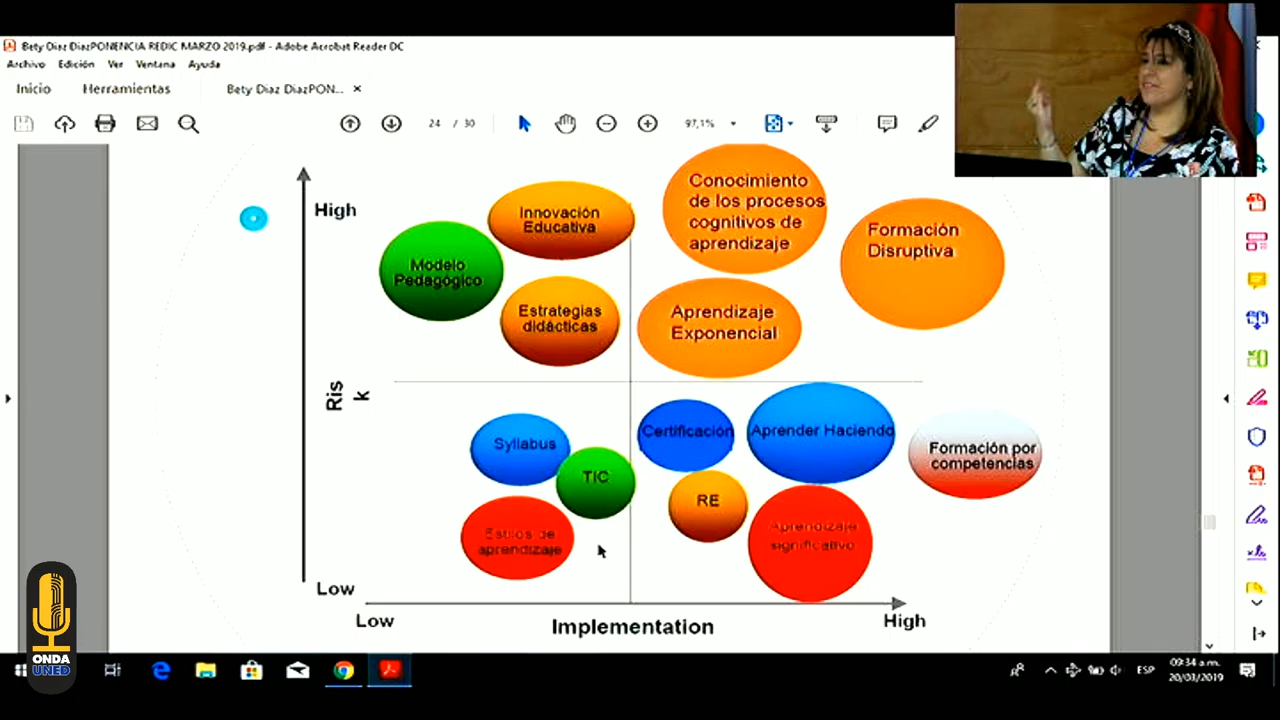 Bety Diaz DiazPONENCIA REDIC MARZO 2019.pdf - Adobe Acrobat Reader DC
Archivo Edición Ver Ventana Ayuda
Inicio Herramientas Bety Diaz DiazPON... ×
24 / 30 97,1%
High
Innovación
Educativa
Modelo
Pedagógico
Estrategias
didácticas
Conocimiento
de los procesos
cognitivos de
aprendizaje
Formación
Disruptiva
Aprendizaje
Exponencial
Ris
k
Syllabus
TIC
Estilos de
aprendizaje
Certificación
Aprender Haciendo
Formación por
competencias
RE
Aprendizaje
significativo
Low
Low
Implementation
High
ONDA
UNED
ESP
09:34 a.m.
20/03/2019